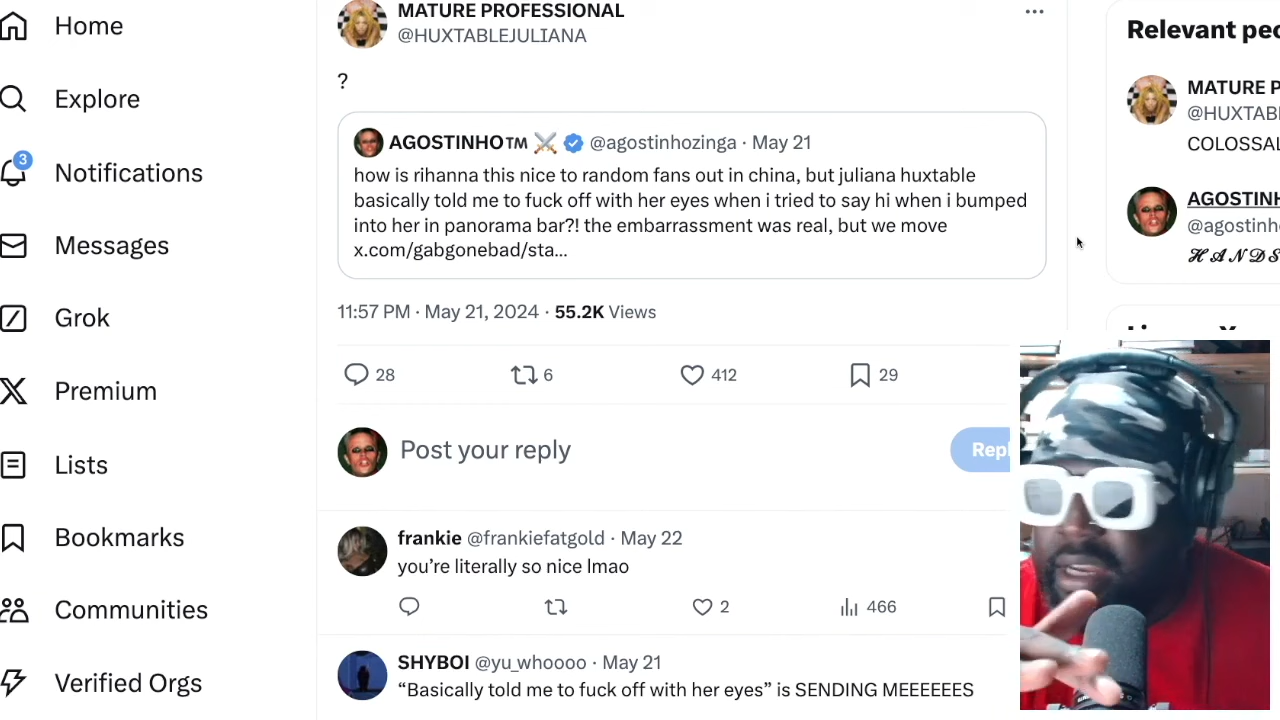 Home
Explore
3
Notifications
Messages
Grok
Premium
Lists
Bookmarks
Communities
Verified Orgs
MATURE PROFESSIONAL
@HUXTABLEJULIANA
?
AGOSTINHO™ ⚔️ @agostinhozinga · May 21
how is rihanna this nice to random fans out in china, but juliana huxtable
basically told me to fuck off with her eyes when i tried to say hi when i bumped
into her in panorama bar?! the embarrassment was real, but we move
x.com/gabgonebad/sta...
11:57 PM · May 21, 2024 · 55.2K Views
28 6 412 29
Post your reply
Repl
frankie @frankiefatgold · May 22
you’re literally so nice lmao
2 466
SHYBOI @yu_whoooo · May 21
“Basically told me to fuck off with her eyes” is SENDING MEEEEEES
Relevant peo
MATURE P
@HUXTABL
COLOSSAL
AGOSTINH
@agostinh
ℋ𝒜𝒩𝒟𝒮